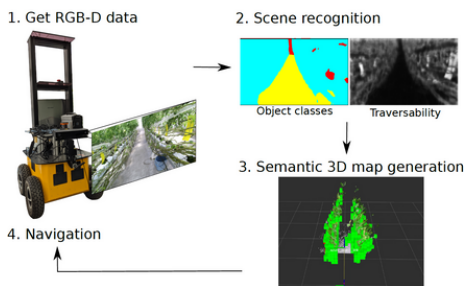 1. Get RGB-D data
2. Scene recognition
Object classes
Traversability
3. Semantic 3D map generation
4. Navigation